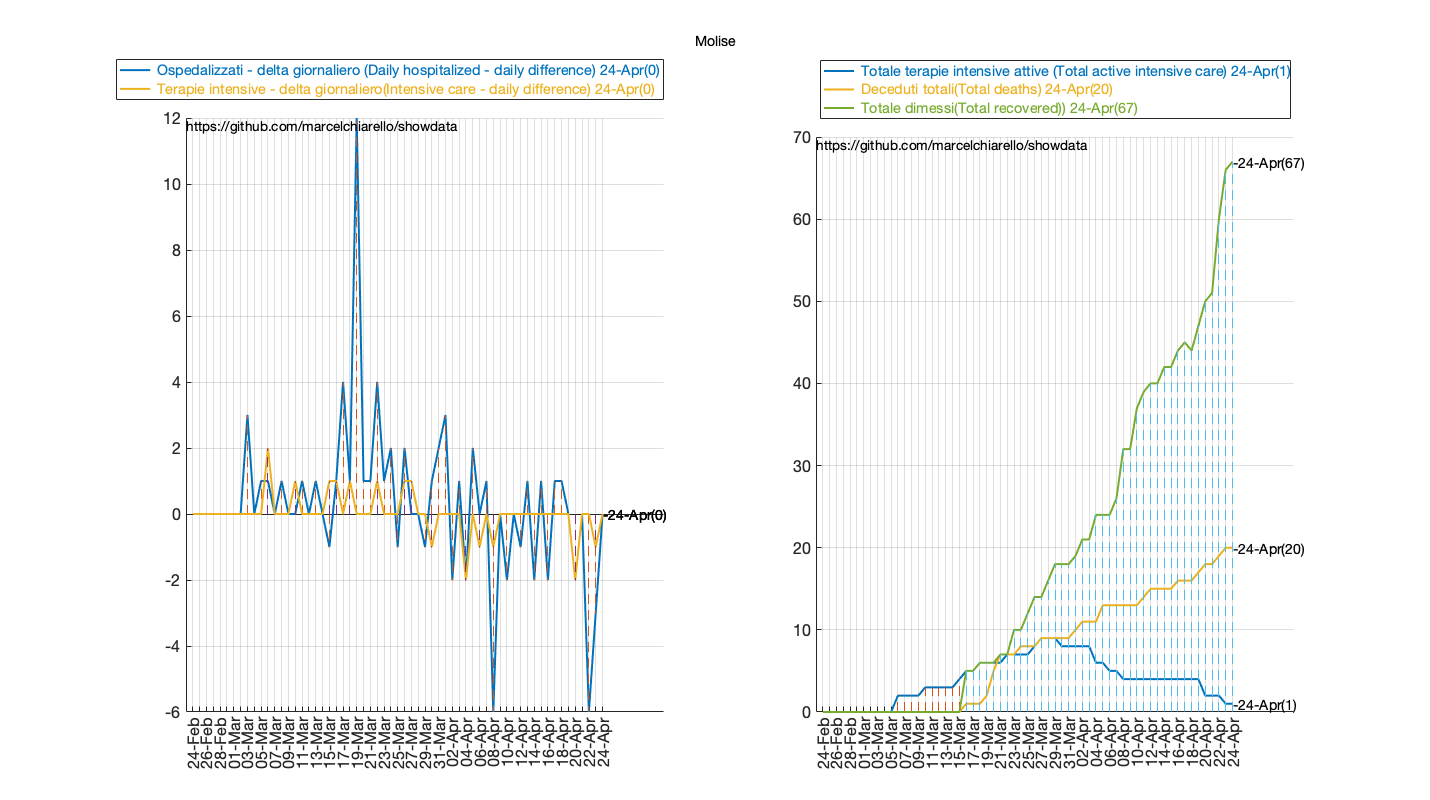 Molise
Ospedalizzati - delta giornaliero (Daily hospitalized - daily difference) 24-Apr(0)
Terapie intensive - delta giornaliero(Intensive care - daily difference) 24-Apr(0)
https://github.com/marcelchiarello/showdata
12
10
8
6
4
2
0
-2
-4
-6
-24-Apr(0)
24-Feb
26-Feb
28-Feb
01-Mar
03-Mar
05-Mar
07-Mar
09-Mar
11-Mar
13-Mar
15-Mar
17-Mar
19-Mar
21-Mar
23-Mar
25-Mar
27-Mar
29-Mar
31-Mar
02-Apr
04-Apr
06-Apr
08-Apr
10-Apr
12-Apr
14-Apr
16-Apr
18-Apr
20-Apr
22-Apr
24-Apr
Totale terapie intensive attive (Total active intensive care) 24-Apr(1)
Deceduti totali(Total deaths) 24-Apr(20)
Totale dimessi(Total recovered)) 24-Apr(67)
https://github.com/marcelchiarello/showdata
70
60
50
40
30
20
10
0
-24-Apr(67)
-24-Apr(20)
-24-Apr(1)
24-Feb
26-Feb
28-Feb
01-Mar
03-Mar
05-Mar
07-Mar
09-Mar
11-Mar
13-Mar
15-Mar
17-Mar
19-Mar
21-Mar
23-Mar
25-Mar
27-Mar
29-Mar
31-Mar
02-Apr
04-Apr
06-Apr
08-Apr
10-Apr
12-Apr
14-Apr
16-Apr
18-Apr
20-Apr
22-Apr
24-Apr